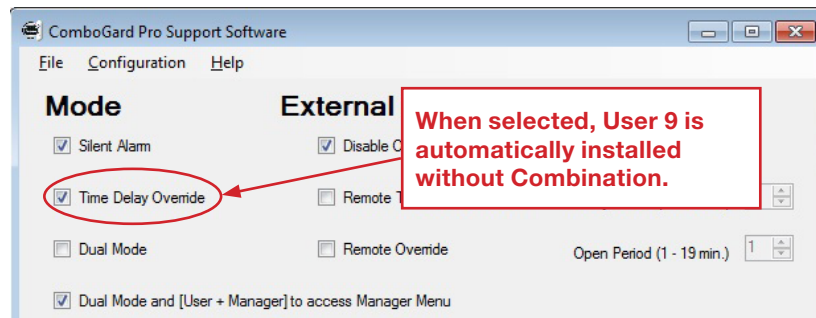 ComboGard Pro Support Software
File Configuration Help
Mode
External
When selected, User 9 is
automatically installed
without Combination.
Silent Alarm
Disable
Time Delay Override
Remote
Dual Mode
Remote Override
Open Period (1 - 19 min.) 1
Dual Mode and [User + Manager] to access Manager Menu